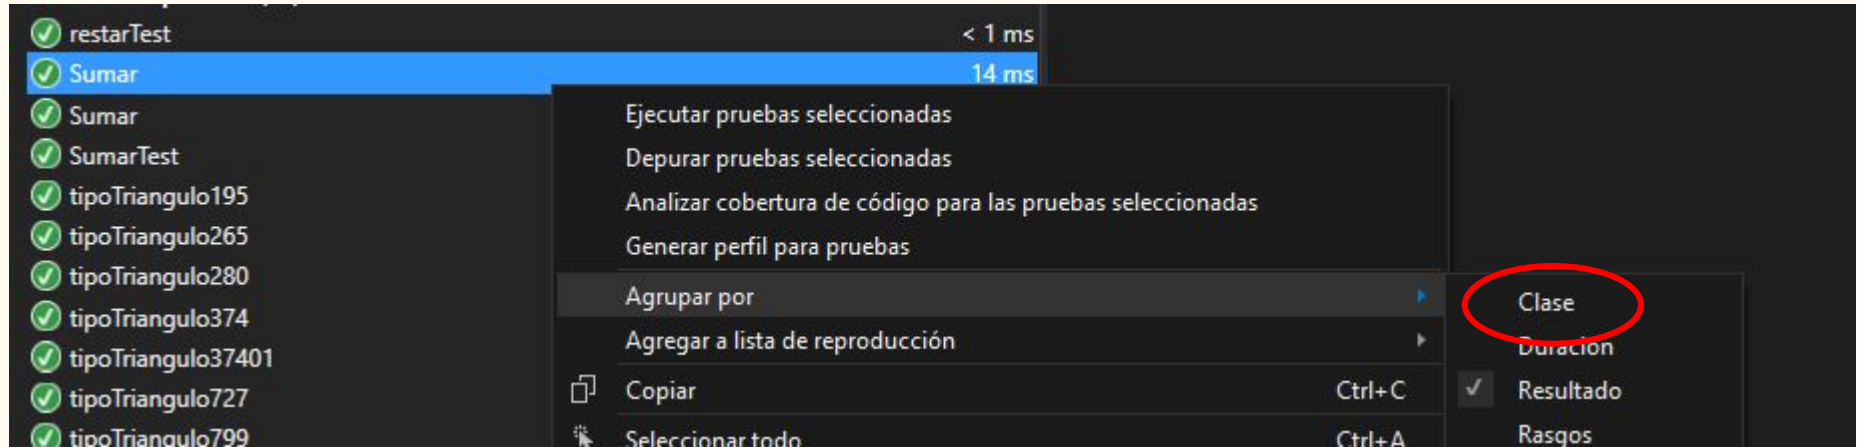 restarTest < 1 ms
Sumar 14 ms
Sumar
SumarTest
tipoTriangulo195
tipoTriangulo265
tipoTriangulo280
tipoTriangulo374
tipoTriangulo37401
tipoTriangulo727
tipoTriangulo799
Ejecutar pruebas seleccionadas
Depurar pruebas seleccionadas
Analizar cobertura de código para las pruebas seleccionadas
Generar perfil para pruebas
Agrupar por
Agregar a lista de reproducción
Copiar Ctrl+C
Seleccionar todo Ctrl+A
Clase
Duración
Resultado
Rasgos